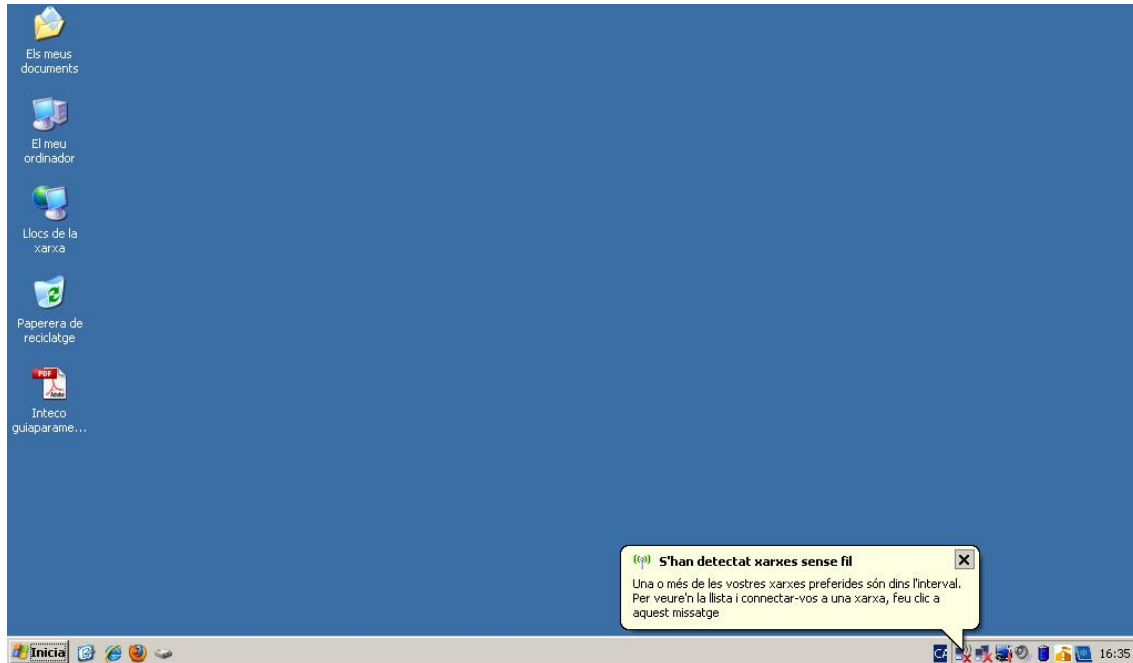 Els meus
documents
El meu
ordinador
Llocs de la
xarxa
Paperera de
reciclatge
PDF
Adobe
Inteco
guiaparame...
S'han detectat xarxes sense fil
Una o més de les vostres xarxes preferides són dins l'interval.
Per veure'n la llista i connectar-vos a una xarxa, feu clic a
aquest missatge
Inicia
CA
16:35